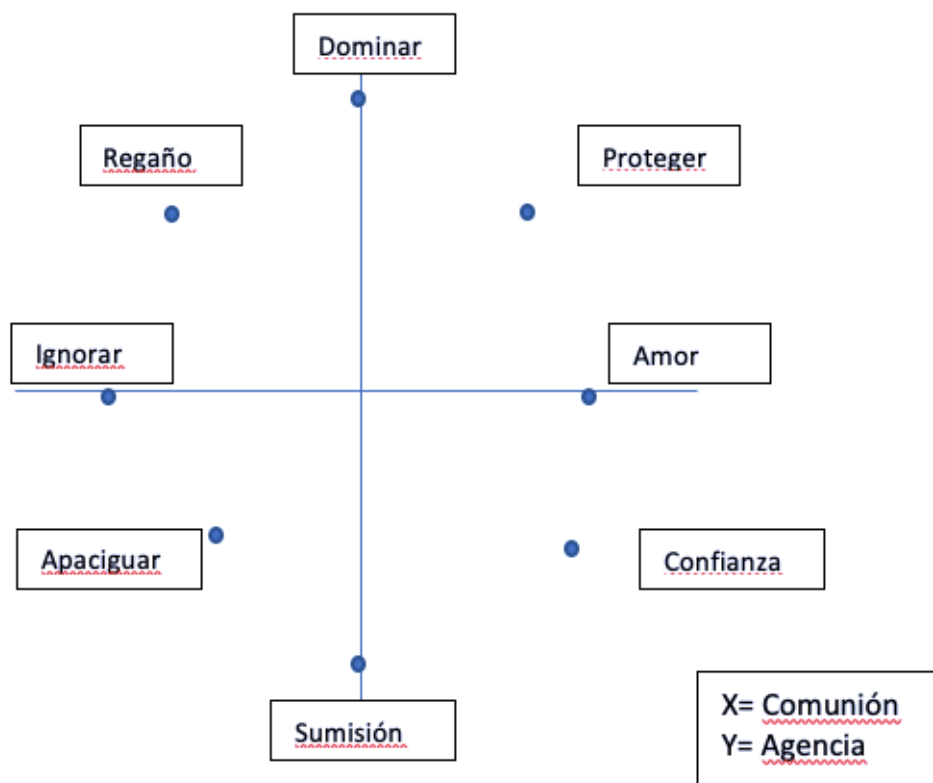 Dominar
Regaño
Proteger
Ignorar
Amor
Apaciguar
Confianza
Sumisión
X= Comunión
Y= Agencia